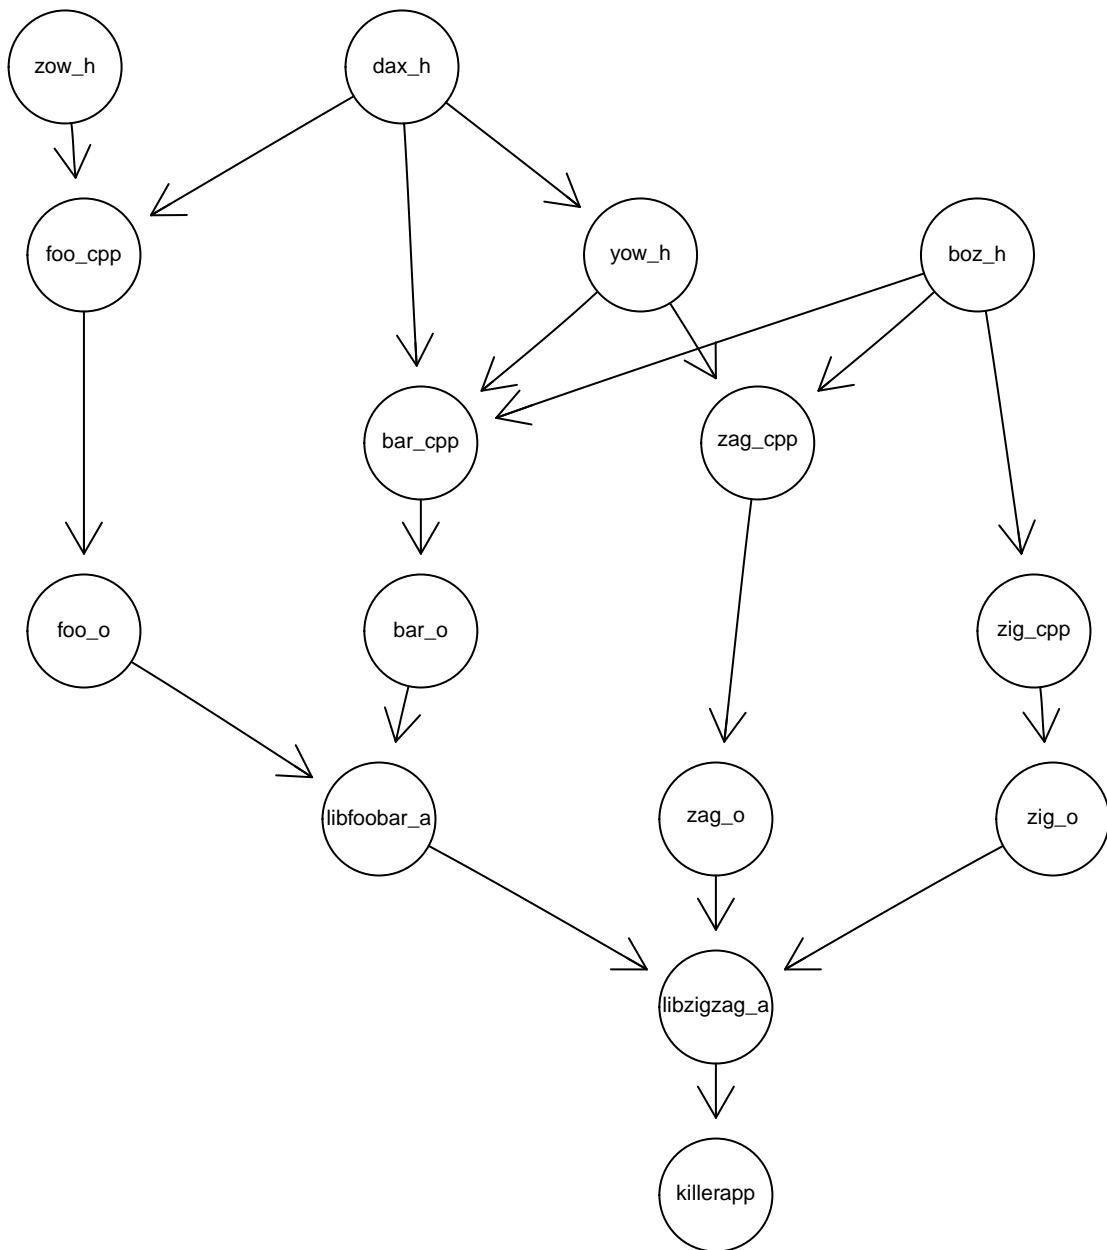 zow_h
dax_h
foo_cpp
yow_h
boz_h
bar_cpp
zag_cpp
foo_o
bar_o
zig_cpp
libfoobar_a
zag_o
zig_o
libzigzag_a
killerapp